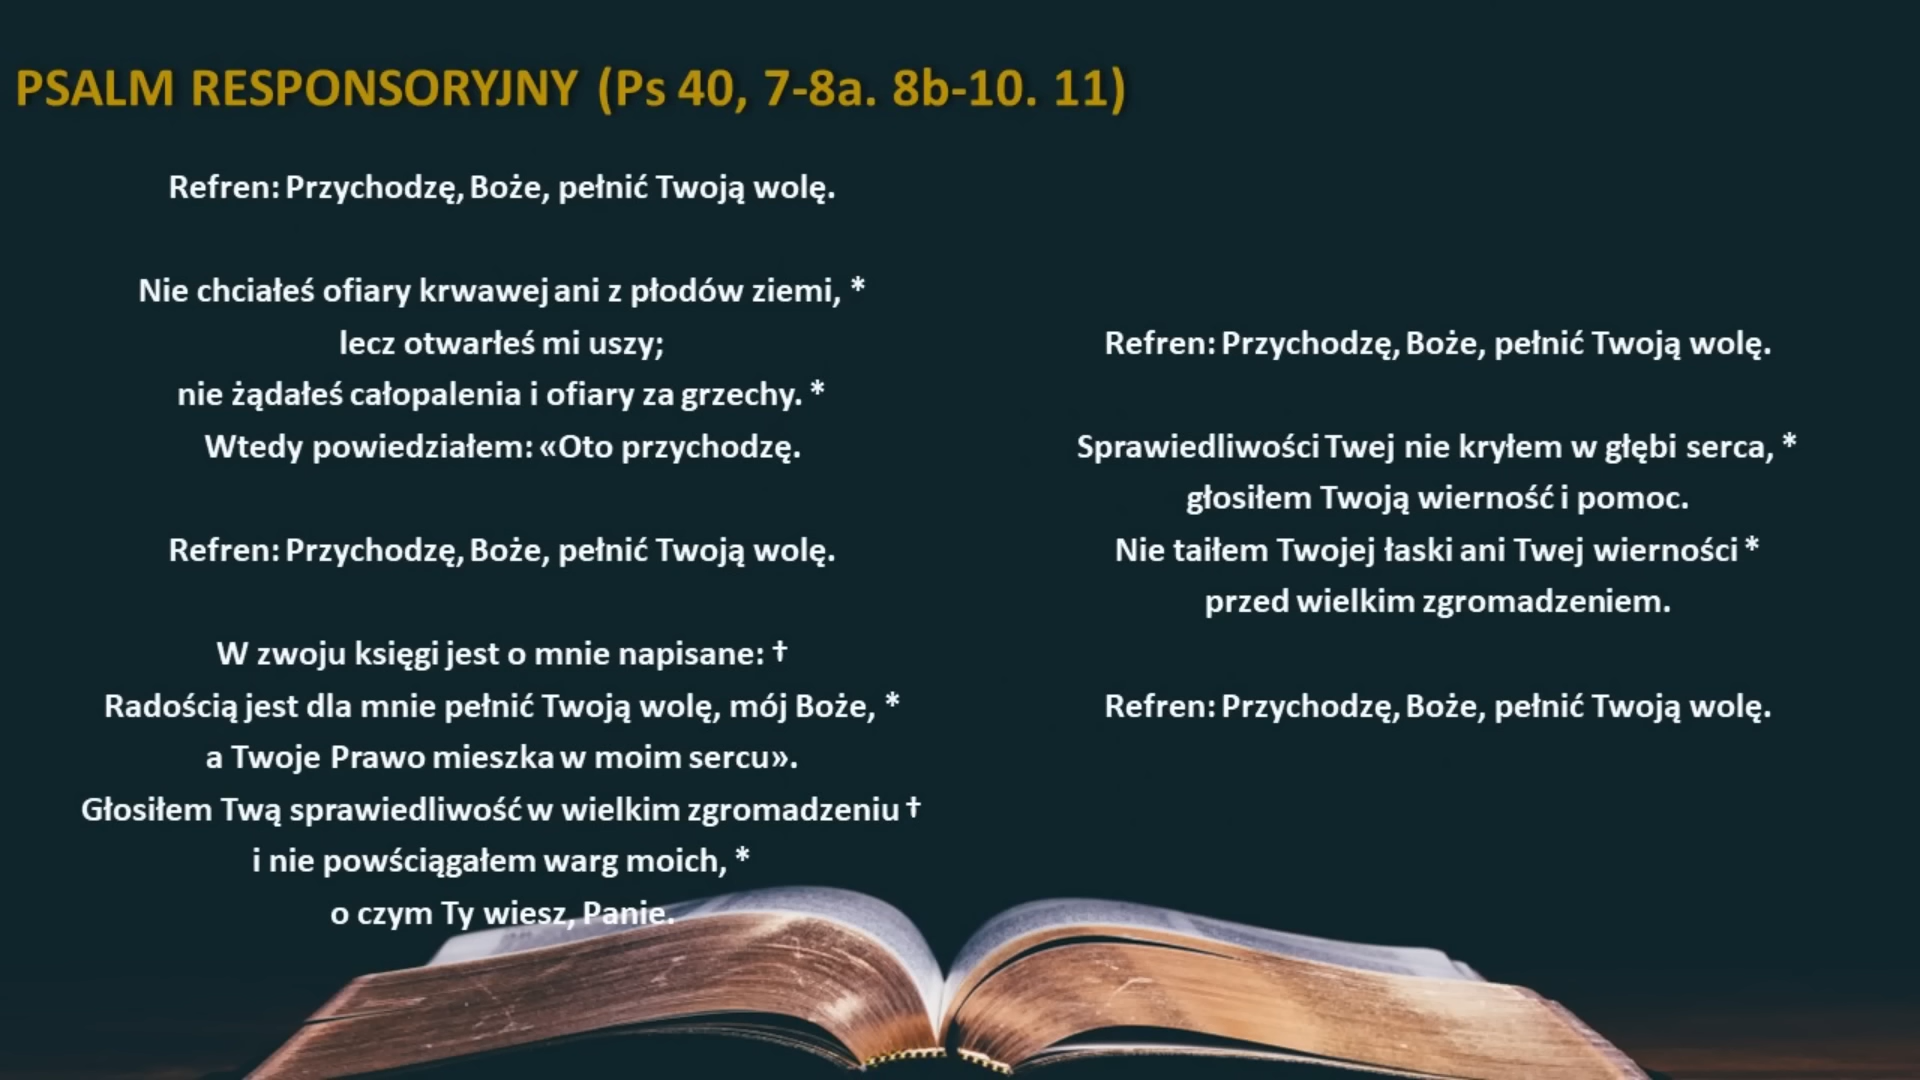 PSALM RESPONSORYJNY (Ps 40, 7-8a. 8b-10. 11)
Refren: Przychodzę, Boże, pełnić Twoją wolę.
Nie chciałeś ofiary krwawej ani z płodów ziemi, *
lecz otwarłeś mi uszy;
nie żądałeś całopalenia i ofiary za grzechy. *
Wtedy powiedziałem: «Oto przychodzę.
Refren: Przychodzę, Boże, pełnić Twoją wolę.
W zwoju księgi jest o mnie napisane: †
Radością jest dla mnie pełnić Twoją wolę, mój Boże, *
a Twoje Prawo mieszka w moim sercu».
Głosiłem Twą sprawiedliwość w wielkim zgromadzeniu †
i nie powściągałem warg moich, *
o czym Ty wiesz, Panie.
Refren: Przychodzę, Boże, pełnić Twoją wolę.
Sprawiedliwości Twej nie kryłem w głębi serca, *
głosiłem Twoją wierność i pomoc.
Nie taiłem Twojej łaski ani Twej wierności *
przed wielkim zgromadzeniem.
Refren: Przychodzę, Boże, pełnić Twoją wolę.